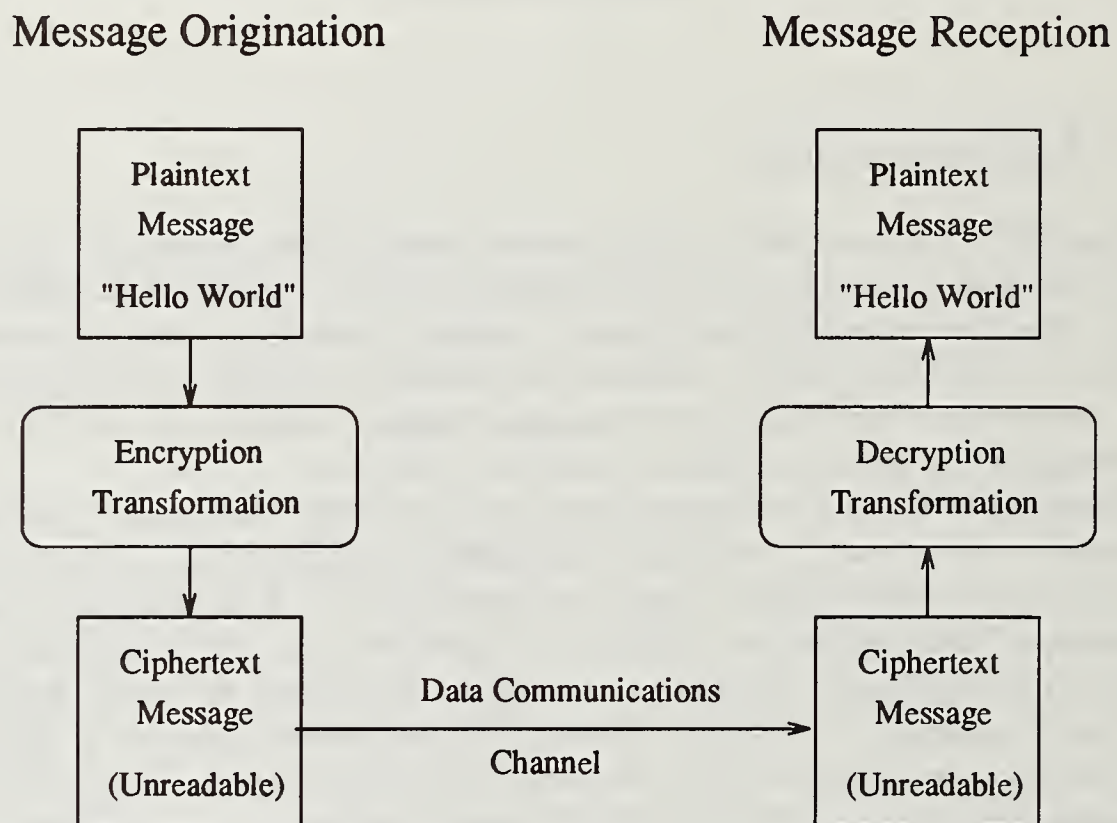 Message Origination
Message Reception
Plaintext
Message
"Hello World"
Encryption
Transformation
Ciphertext
Message
(Unreadable)
Data Communications
Channel
Plaintext
Message
"Hello World"
Decryption
Transformation
Ciphertext
Message
(Unreadable)